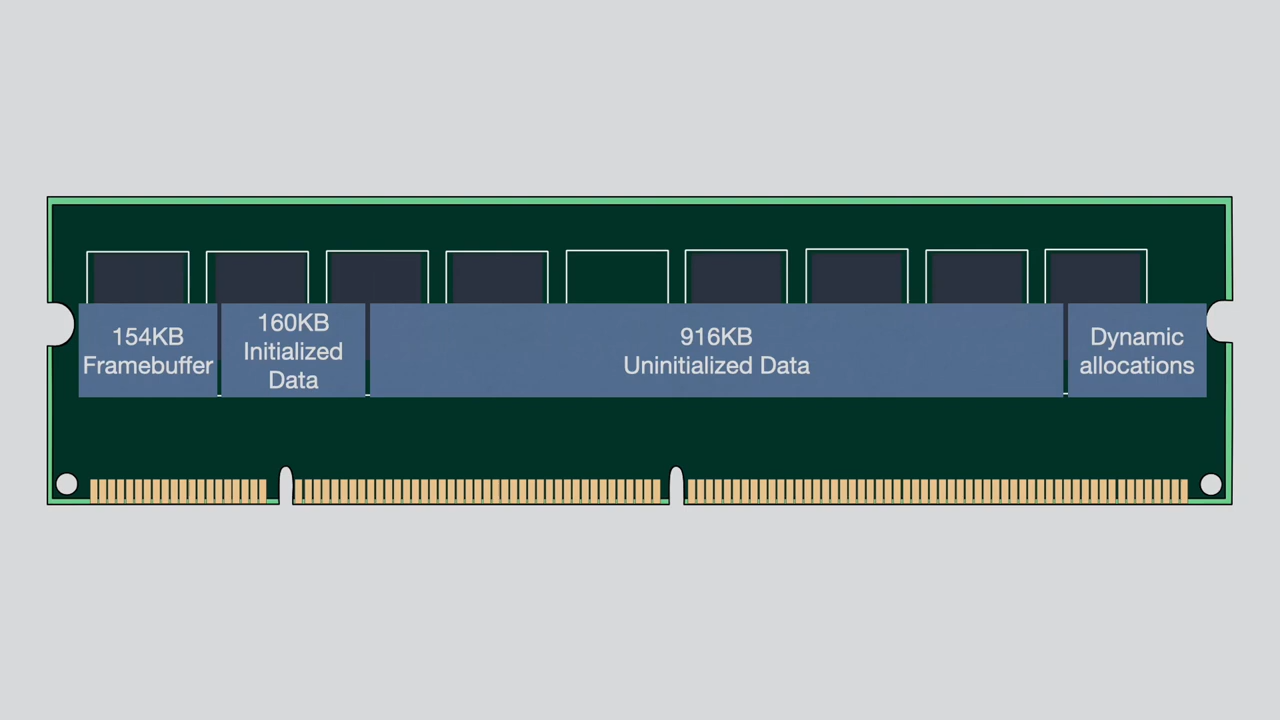 154KB
Framebuffer
160KB
Initialized
Data
916KB
Uninitialized Data
Dynamic
allocations